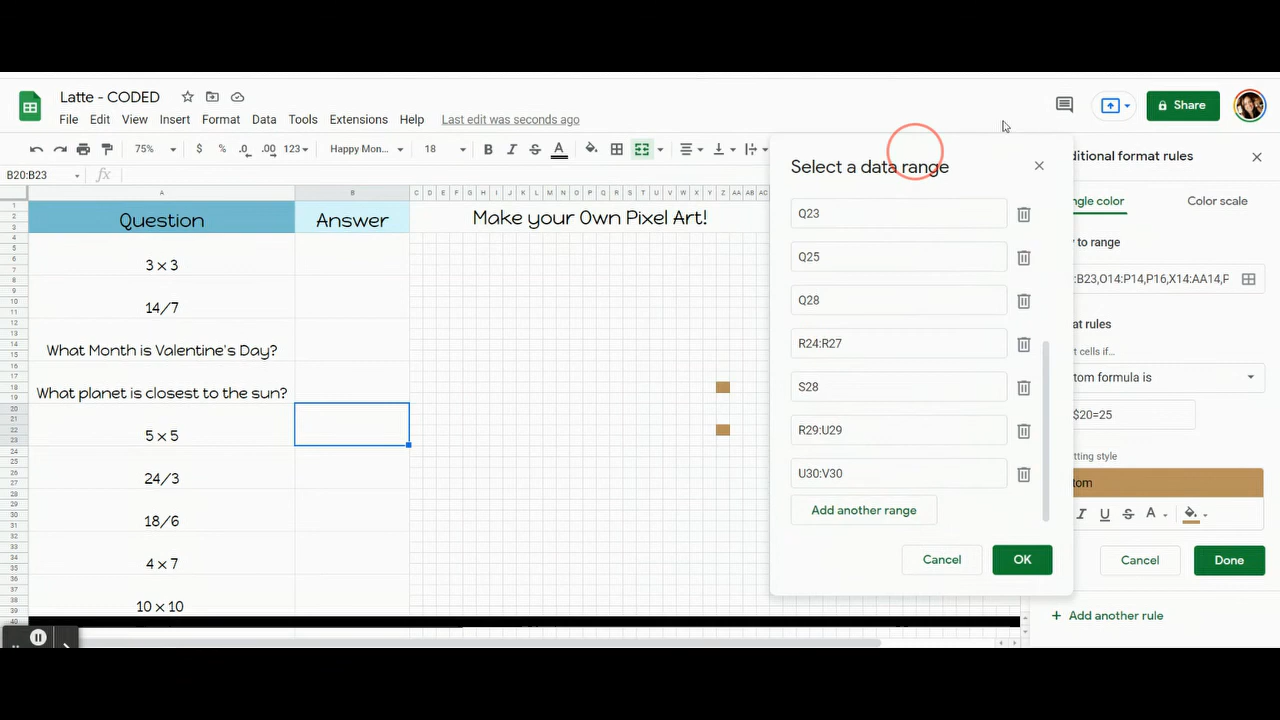 Latte - CODED
File Edit View Insert Format Data Tools Extensions Help Last edit was seconds ago
Share
75% $ % .0 .00 123 Happy Mon... 18 B I S A
B20:B23 fx
Question Answer Make your Own Pixel Art!
3 × 3
14/7
What Month is Valentine's Day?
What planet is closest to the sun?
5 × 5
24/3
18/6
4 × 7
10 × 10
Select a data range
Q23
Q25
Q28
R24:R27
S28
R29:U29
U30:V30
Add another range
Cancel OK
ditional format rules
ngle color Color scale
y to range
:B23,O14:P14,P16,X14:AA14,P
at rules
t cells if...
tom formula is
$20=25
tting style
tom
I U S A
Cancel Done
+ Add another rule